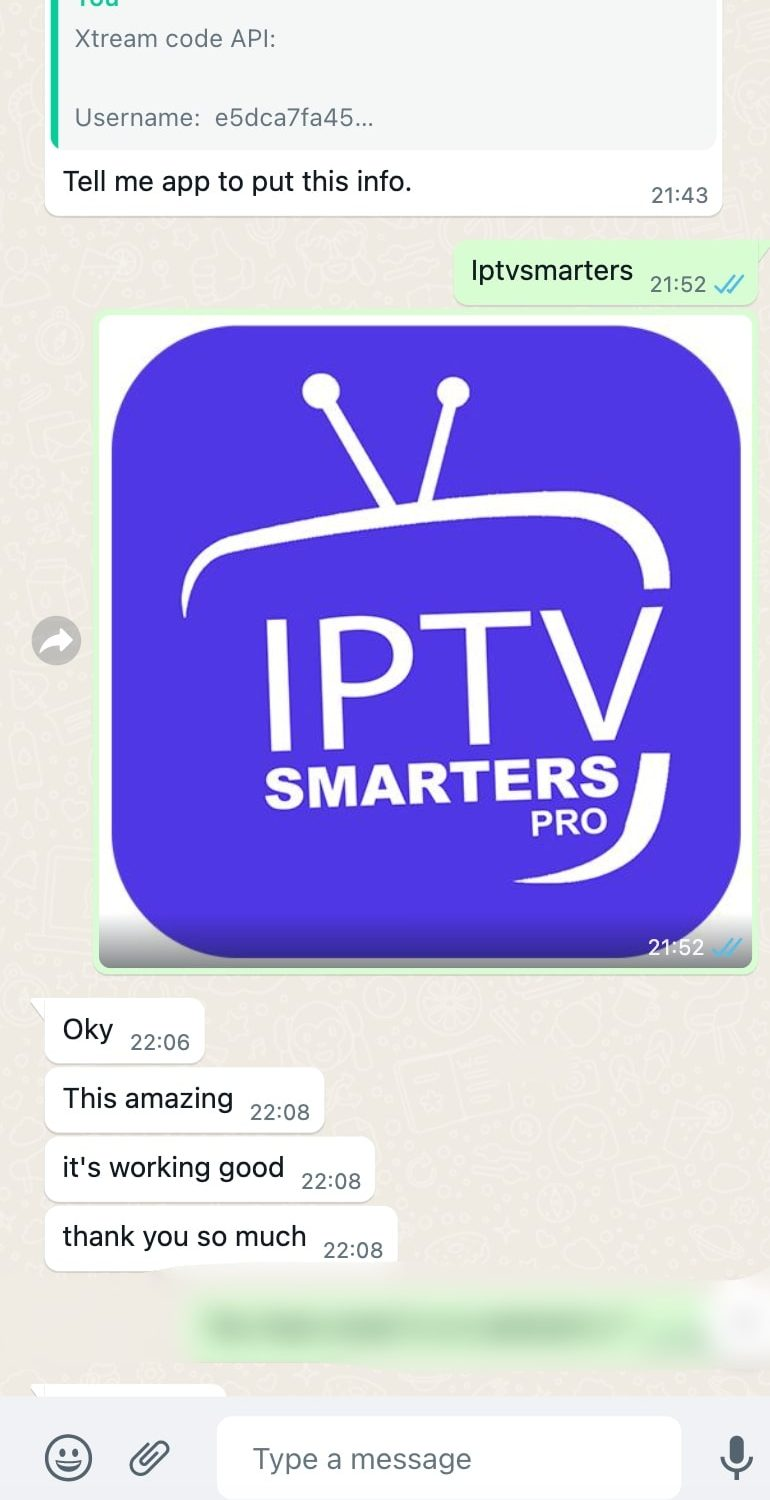 You
Xtream code API:
Username: e5dca7fa45...
Tell me app to put this info.
21:43
Iptvsmarters
21:52
IPTV
SMARTERS
PRO
21:52
Oky
22:06
This amazing
22:08
it's working good
22:08
thank you so much
22:08
Type a message